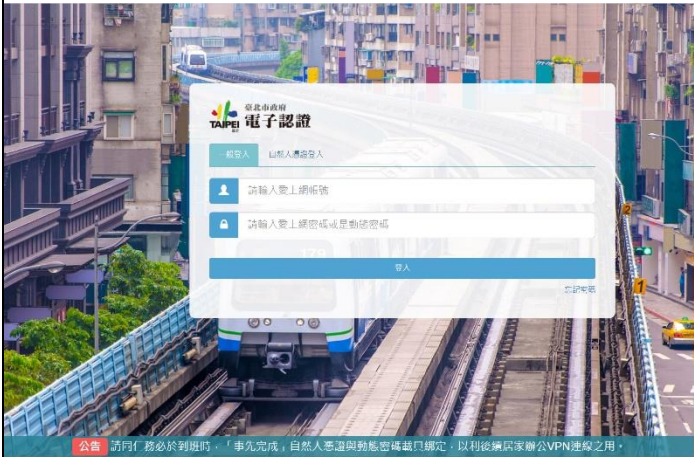 臺北市政府
TAIPEI 電子認證
一般登入 自然人憑證登入
請輸入愛上網帳號
請輸入愛上網密碼或是動態密碼
登入
忘記密碼
公告 請同仁務必於到班時，「事先完成」自然人憑證與動態密碼載具綁定，以利後續居家辦公VPN連線之用。